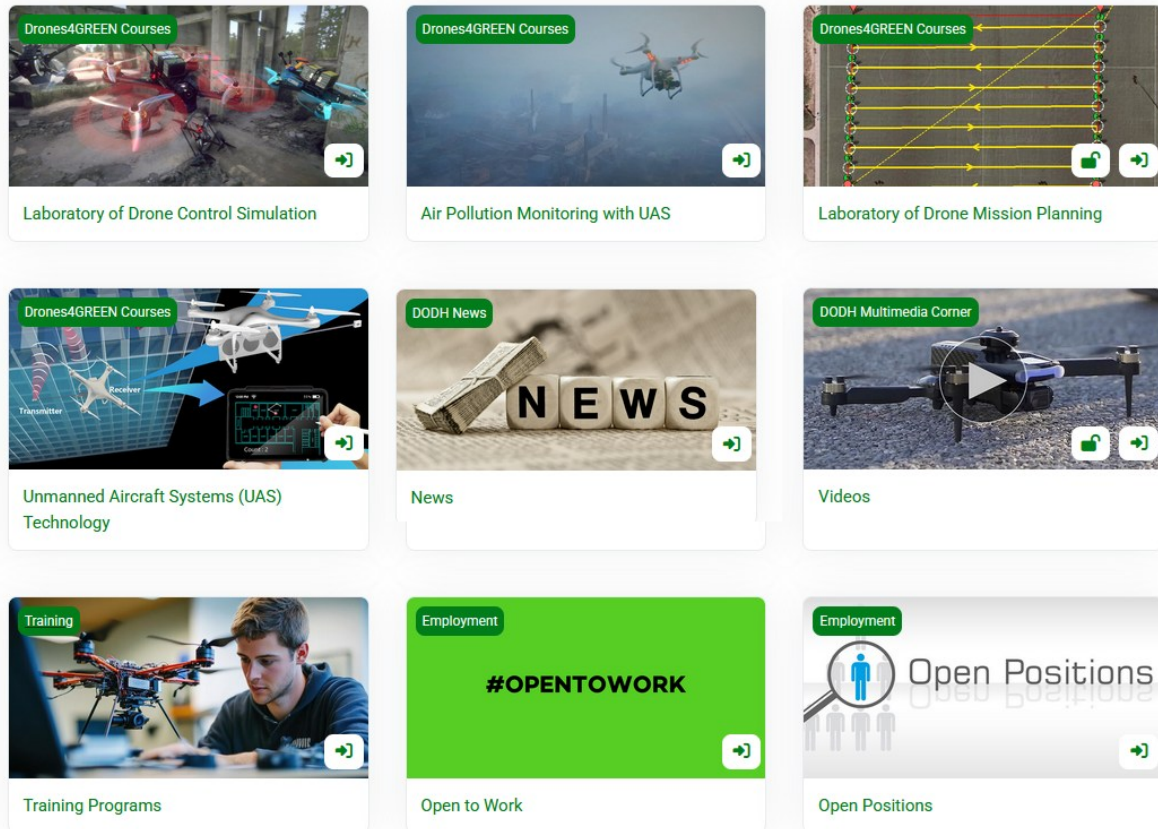 Drones4GREEN Courses
Laboratory of Drone Control Simulation
Drones4GREEN Courses
Air Pollution Monitoring with UAS
Drones4GREEN Courses
Laboratory of Drone Mission Planning
Drones4GREEN Courses
Receiver
Transmitter
Count : 2
Unmanned Aircraft Systems (UAS)
Technology
DODH News
NEWS
News
DODH Multimedia Corner
Videos
Training
Training Programs
Employment
#OPENTOWORK
Open to Work
Employment
Open Positions
Open Positions